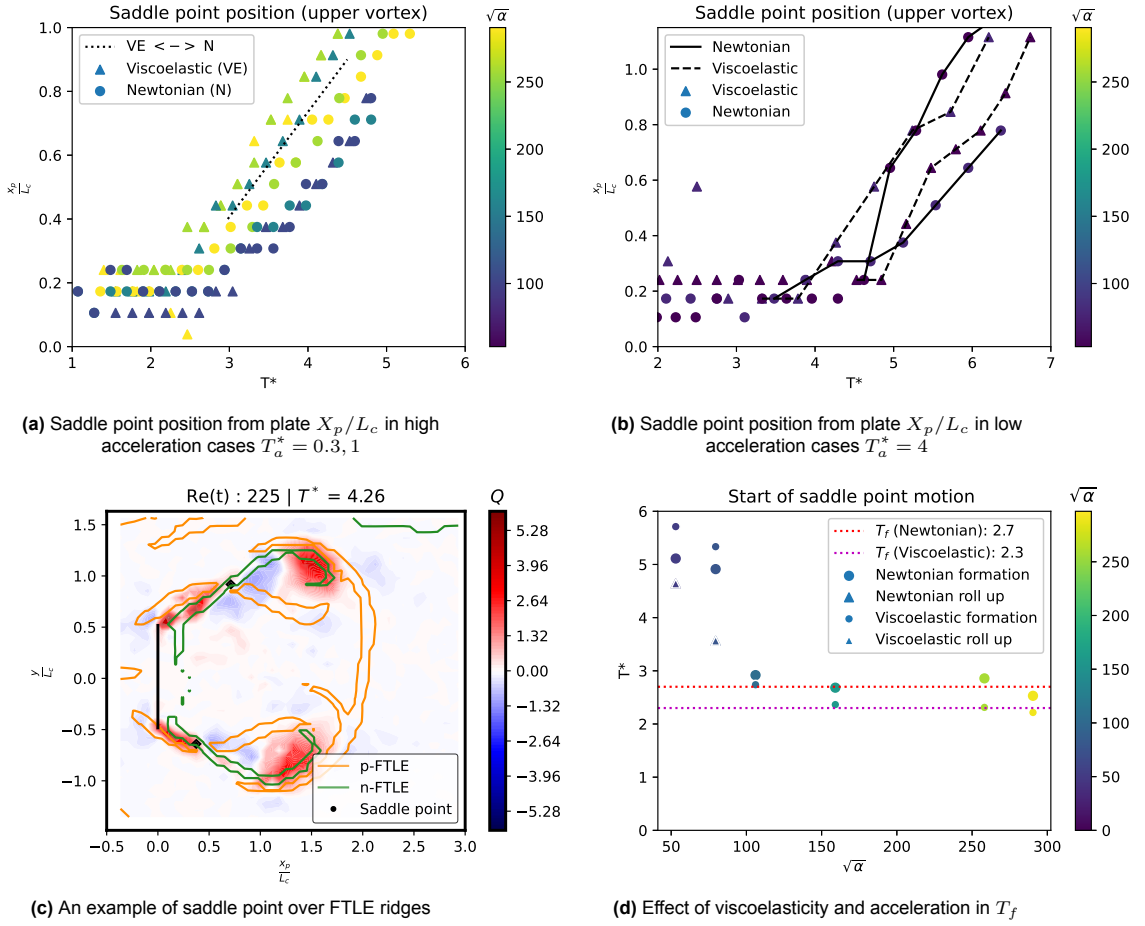 Saddle point position (upper vortex)
√α
1.0
0.8
0.6
0.4
0.2
0.0
x_p/L_c
VE <-> N
Viscoelastic (VE)
Newtonian (N)
1 2 3 4 5 6
T*
250
200
150
100
(a) Saddle point position from plate X_p/L_c in high
acceleration cases T_a^* = 0.3, 1
Saddle point position (upper vortex)
√α
1.0
0.8
0.6
0.4
0.2
0.0
x_p/L_c
Newtonian
Viscoelastic
Viscoelastic
Newtonian
2 3 4 5 6 7
T*
250
200
150
100
(b) Saddle point position from plate X_p/L_c in low
acceleration cases T_a^* = 4
Re(t) : 225 | T* = 4.26
Q
1.5
1.0
0.5
0.0
−0.5
−1.0
y/L_c
p-FTLE
n-FTLE
Saddle point
−0.5 0.0 0.5 1.0 1.5 2.0 2.5 3.0
x_p/L_c
5.28
3.96
2.64
1.32
0.00
−1.32
−2.64
−3.96
−5.28
(c) An example of saddle point over FTLE ridges
Start of saddle point motion
√α
6
5
4
3
2
1
0
T*
T_f (Newtonian): 2.7
T_f (Viscoelastic): 2.3
Newtonian formation
Newtonian roll up
Viscoelastic formation
Viscoelastic roll up
50 100 150 200 250 300
√α
250
200
150
100
50
0
(d) Effect of viscoelasticity and acceleration in T_f